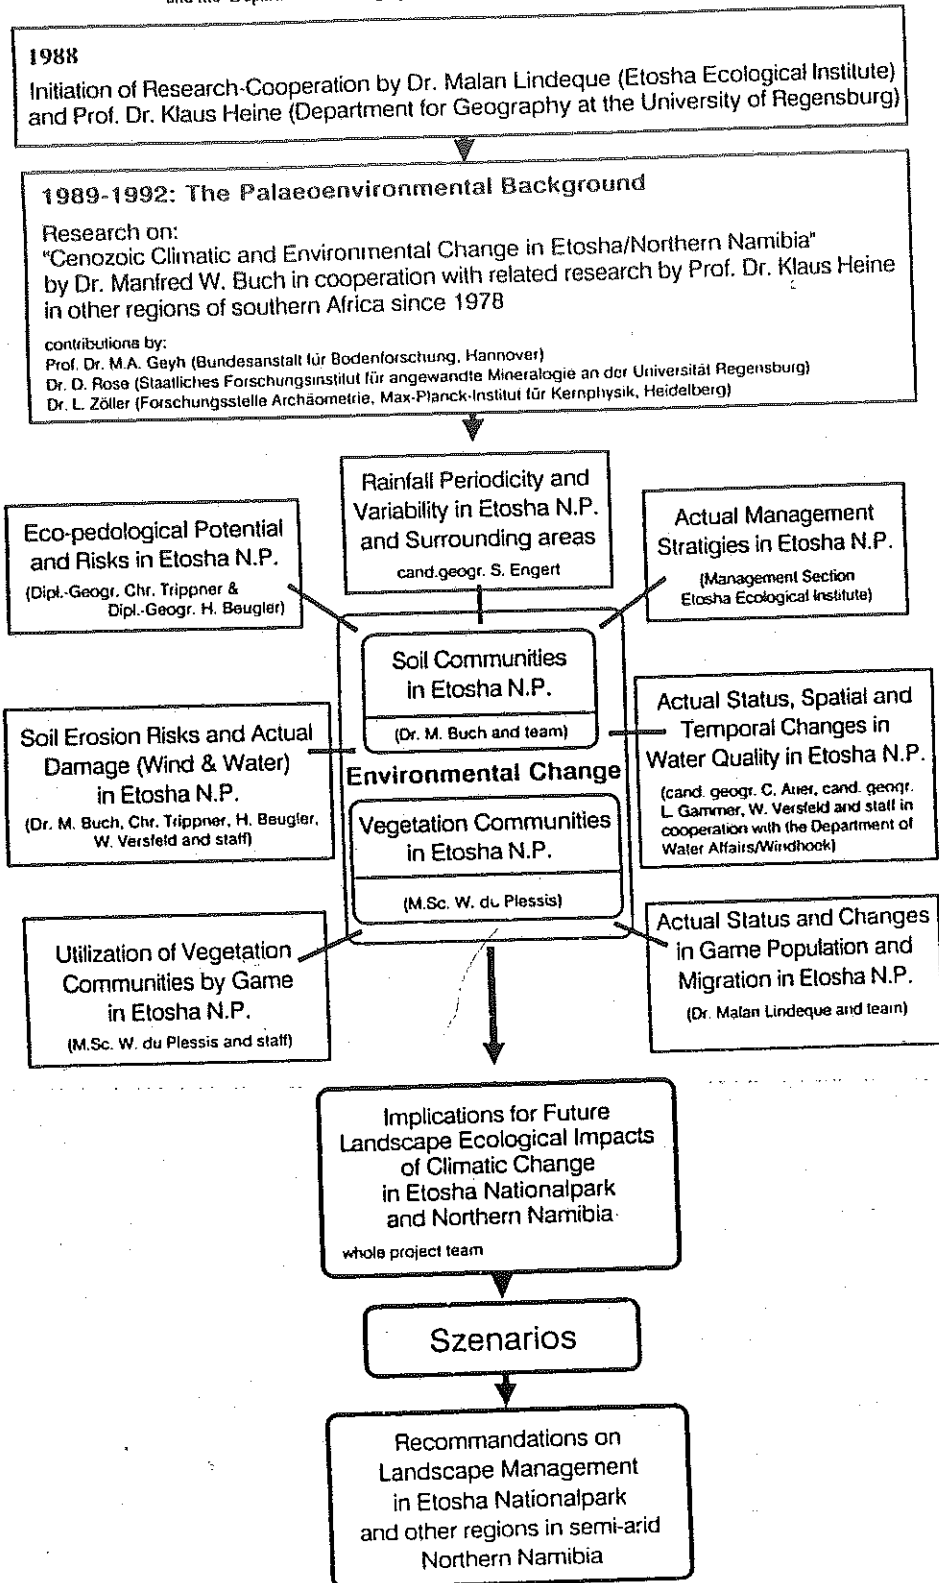 1988
Initiation of Research-Cooperation by Dr. Malan Lindeque (Etosha Ecological Institute)
and Prof. Dr. Klaus Heine (Department for Geography at the University of Regensburg)
1989-1992: The Palaeoenvironmental Background
Research on:
"Cenozoic Climatic and Environmental Change in Etosha/Northern Namibia"
by Dr. Manfred W. Buch in cooperation with related research by Prof. Dr. Klaus Heine
in other regions of southern Africa since 1978
contributions by:
Prof. Dr. M.A. Geyh (Bundesanstalt für Bodenforschung, Hannover)
Dr. D. Rose (Staatliches Forschungsinstitut für angewandte Mineralogie an der Universität Regensburg)
Dr. L. Zöller (Forschungsstelle Archäometrie, Max-Planck-Institut für Kernphysik, Heidelberg)
Rainfall Periodicity and
Variability in Etosha N.P.
and Surrounding areas
cand.geogr. S. Engert
Eco-pedological Potential
and Risks in Etosha N.P.
(Dipl.-Geogr. Chr. Trippner &
Dipl.-Geogr. H. Beugler)
Actual Management
Stratigies in Etosha N.P.
(Management Section
Etosha Ecological Institute)
Soil Communities
in Etosha N.P.
(Dr. M. Buch and team)
Environmental Change
Vegetation Communities
in Etosha N.P.
(M.Sc. W. du Plessis)
Soil Erosion Risks and Actual
Damage (Wind & Water)
in Etosha N.P.
(Dr. M. Buch, Chr. Trippner, H. Beugler,
W. Versfeld and staff)
Actual Status, Spatial and
Temporal Changes in
Water Quality in Etosha N.P.
(cand. geogr. C. Auer, cand. geogr.
L. Gammer, W. Versfeld and staff in
cooperation with the Department of
Water Affairs/Windhoek)
Utilization of Vegetation
Communities by Game
in Etosha N.P.
(M.Sc. W. du Plessis and staff)
Actual Status and Changes
in Game Population and
Migration in Etosha N.P.
(Dr. Malan Lindeque and team)
Implications for Future
Landscape Ecological Impacts
of Climatic Change
in Etosha Nationalpark
and Northern Namibia
whole project team
Szenarios
Recommandations on
Landscape Management
in Etosha Nationalpark
and other regions in semi-arid
Northern Namibia